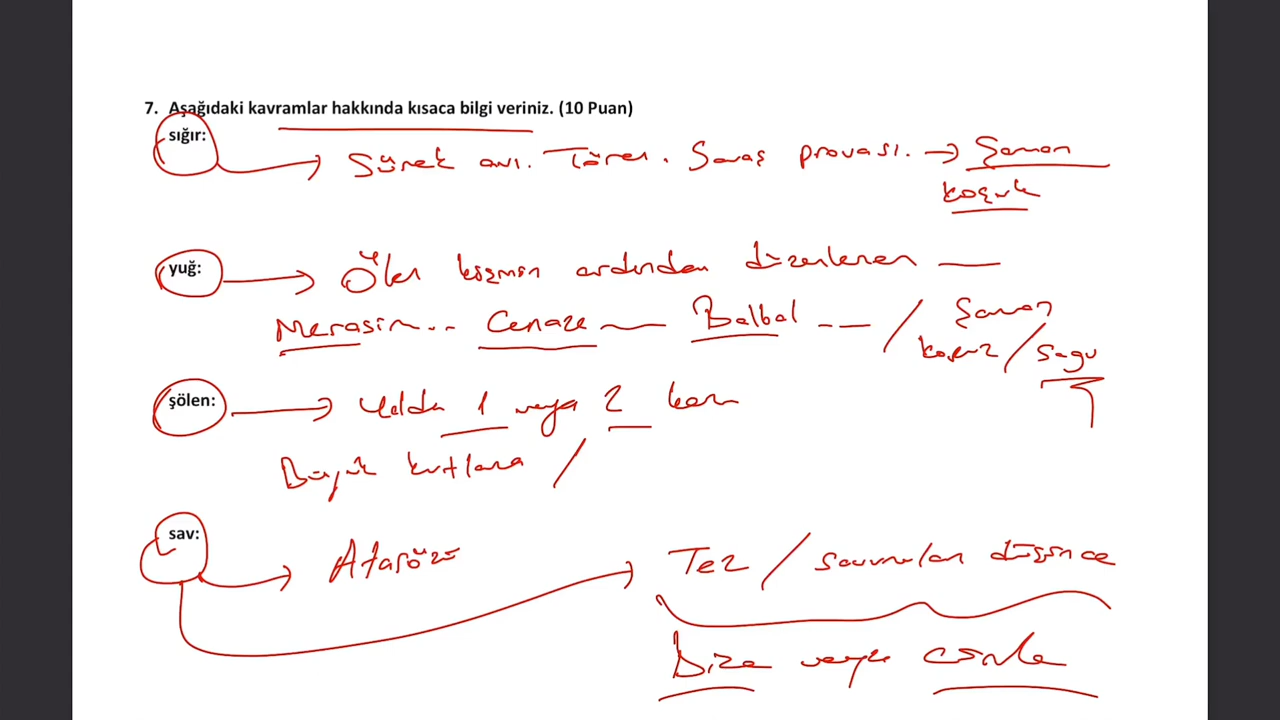 7. Aşağıdaki kavramlar hakkında kısaca bilgi veriniz. (10 Puan)
sığır:
Sürek avı. Tören. Savaş provası. → Şaman
koşuk
yuğ:
Ölen kişinin ardından düzenlenen
Merasim.. Cenaze — Balbal -- / Şaman
kopuz / sagu
şölen:
Yılda 1 veya 2 kez
Büyük kutlama /
sav:
Atasözü
Tez / savunulan düşünce
Dize veya cümle